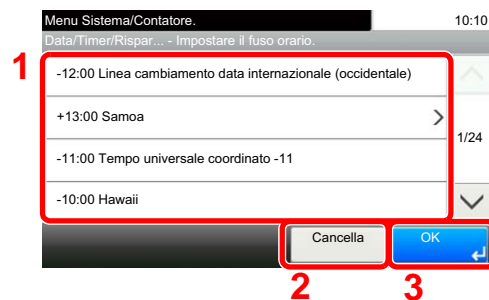 Menu Sistema/Contatore. 10:10
Data/Timer/Rispar... - Impostare il fuso orario.
1
-12:00 Linea cambiamento data internazionale (occidentale)
+13:00 Samoa
1/24
-11:00 Tempo universale coordinato -11
-10:00 Hawaii
Cancella OK
2 3